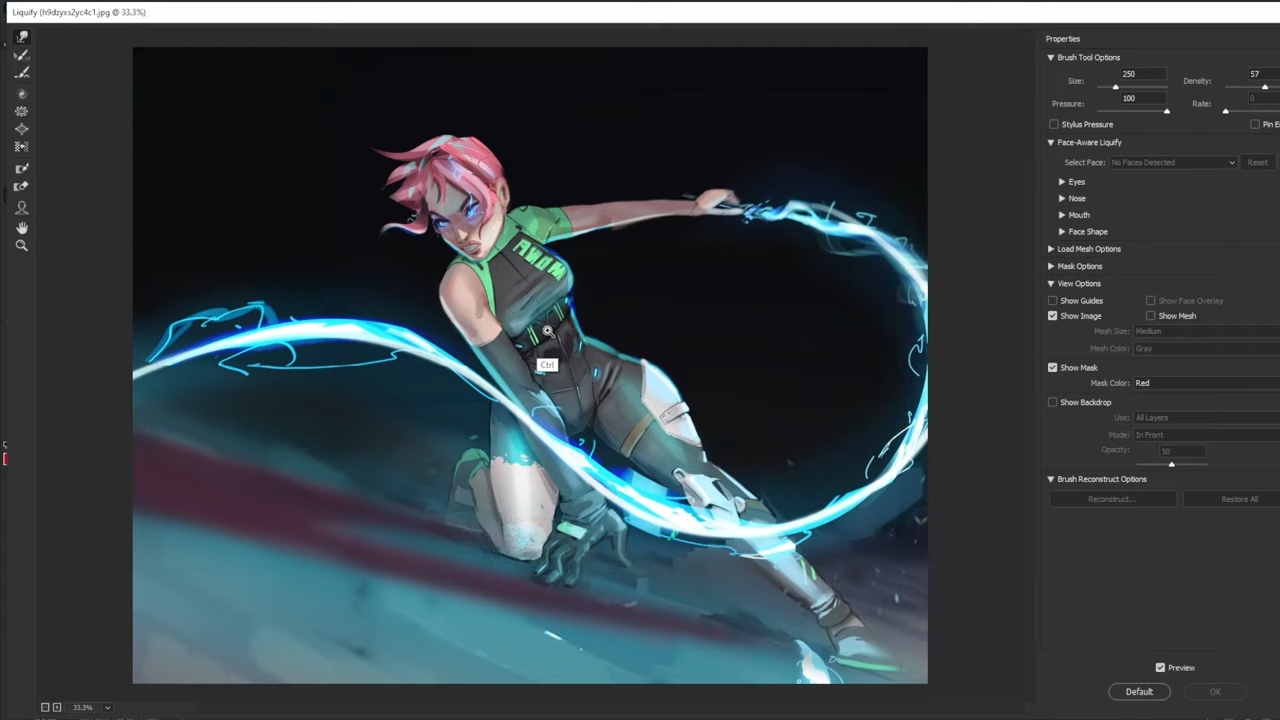 Liquify (h9dzyxs2yc4c1.jpg @ 33.3%)
Properties
Brush Tool Options
Size: 250 Density: 57
Pressure: 100 Rate: 0
Stylus Pressure Pin E
Face-Aware Liquify
Select Face: No Faces Detected Reset
Eyes
Nose
Mouth
Face Shape
Load Mesh Options
Mask Options
View Options
Show Guides Show Face Overlay
Show Image Show Mesh
Mesh Size: Medium
Mesh Color: Gray
Show Mask
Mask Color: Red
Show Backdrop
Use: All Layers
Mode: In Front
Opacity: 50
Brush Reconstruct Options
Reconstruct... Restore All
Ctrl
Preview
Default OK
33.3%